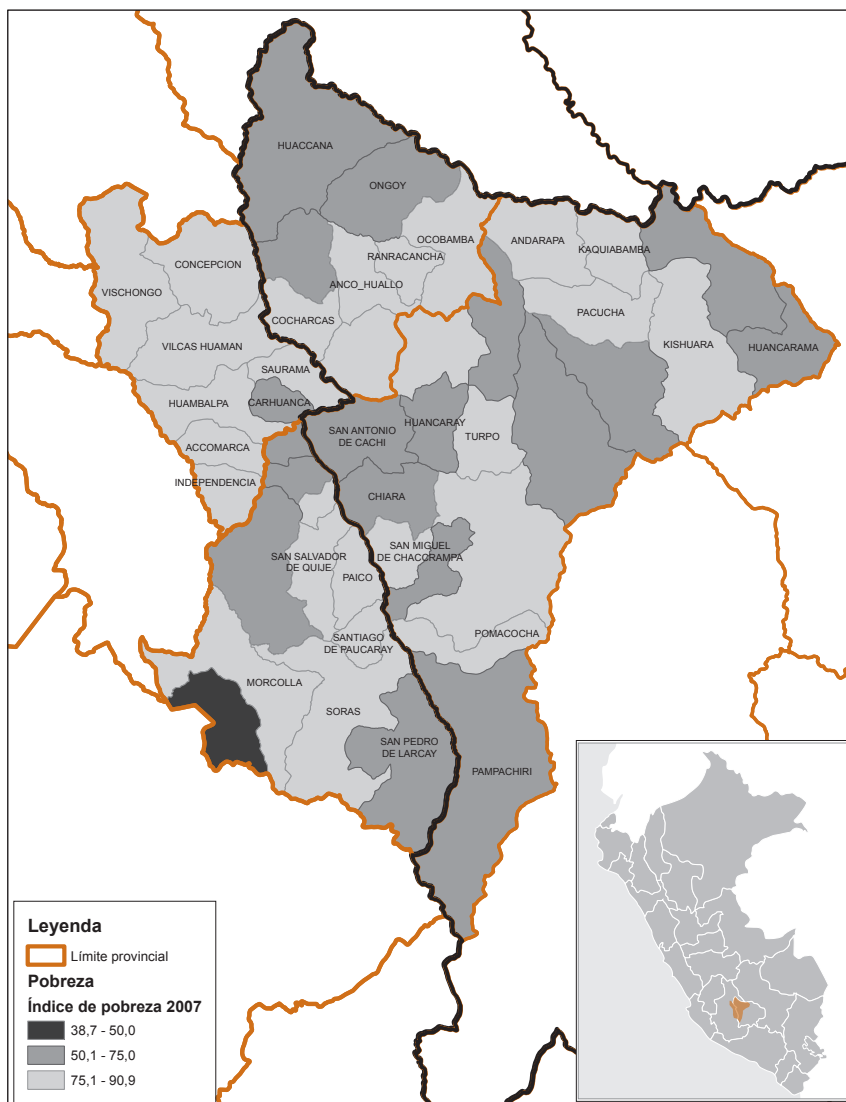 HUACCANA
ONGOY
OCOBAMBA
ANDARAPA
KAQUIABAMBA
CONCEPCION
RANRACANCHA
VISCHONGO
ANCO_HUALLO
PACUCHA
COCHARCAS
KISHUARA
HUANCARAMA
VILCAS HUAMAN
SAURAMA
HUAMBALPA
CARHUANCA
SAN ANTONIO
DE CACHI
HUANCARAY
TURPO
ACCOMARCA
INDEPENDENCIA
CHIARA
SAN SALVADOR
DE QUIJE
PAICO
SAN MIGUEL
DE CHACCRAMPA
SANTIAGO
DE PAUCARAY
POMACOCHA
MORCOLLA
SORAS
SAN PEDRO
DE LARCAY
PAMPACHIRI
Leyenda
Límite provincial
Pobreza
Índice de pobreza 2007
38,7 - 50,0
50,1 - 75,0
75,1 - 90,9